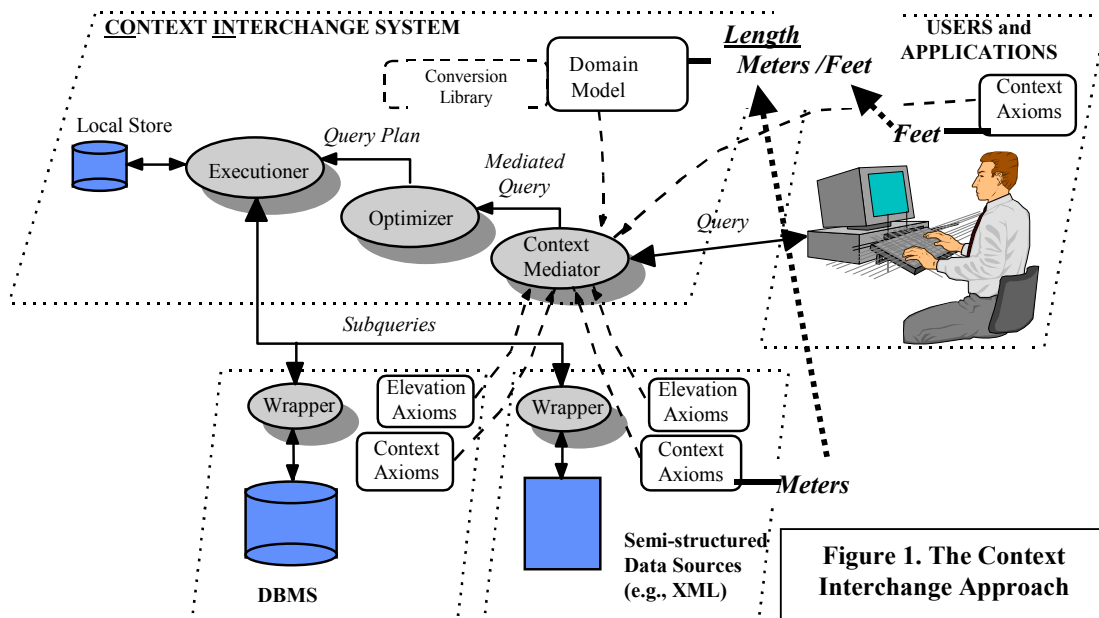 CONTEXT INTERCHANGE SYSTEM
Length
Meters /Feet
USERS and
APPLICATIONS
Conversion
Library
Domain
Model
Context
Axioms
Feet
Local Store
Query Plan
Executioner
Mediated
Query
Optimizer
Query
Context
Mediator
Subqueries
Wrapper
Elevation
Axioms
Context
Axioms
Wrapper
Elevation
Axioms
Context
Axioms
Meters
DBMS
Semi-structured
Data Sources
(e.g., XML)
Figure 1. The Context
Interchange Approach